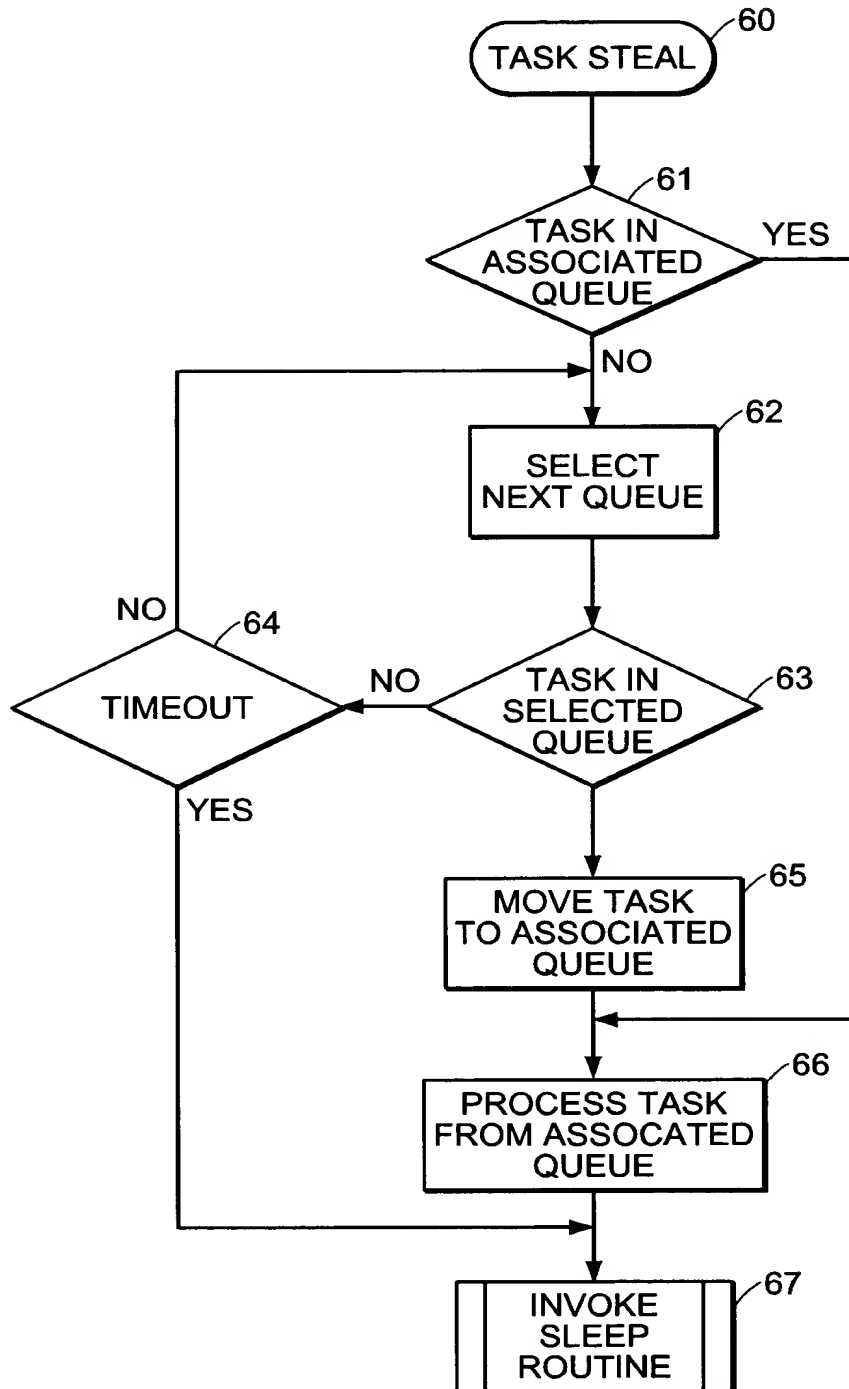 60
TASK STEAL
61
TASK IN
ASSOCIATED
QUEUE
YES
NO
62
SELECT
NEXT QUEUE
NO
64
TIMEOUT
NO
TASK IN
SELECTED
QUEUE
63
YES
65
MOVE TASK
TO ASSOCIATED
QUEUE
66
PROCESS TASK
FROM ASSOCATED
QUEUE
67
INVOKE
SLEEP
ROUTINE